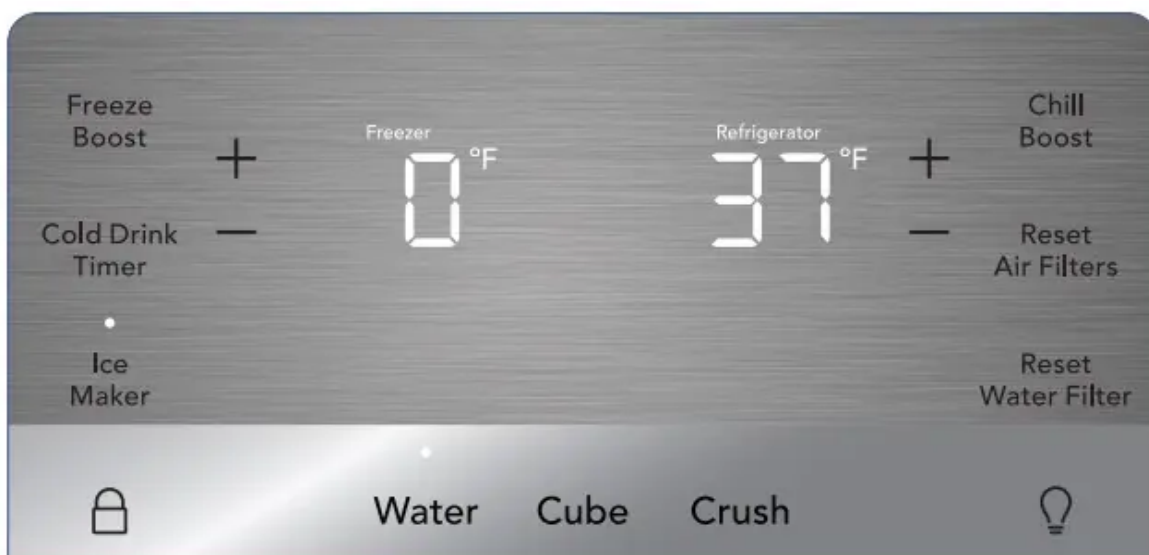 Freeze
Boost
+
Cold Drink
Timer
−
Ice
Maker
Freezer
0 °F
Refrigerator
37 °F
+
−
Chill
Boost
Reset
Air Filters
Reset
Water Filter
Water
Cube
Crush